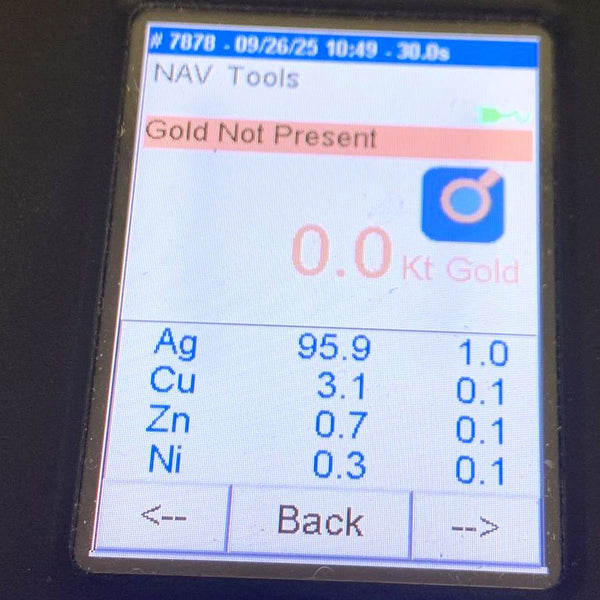 # 7878 - 09/26/25 10:49 - 30.0s
NAV Tools
Gold Not Present
0.0 Kt Gold
Ag 95.9 1.0
Cu 3.1 0.1
Zn 0.7 0.1
Ni 0.3 0.1
<-- Back -->